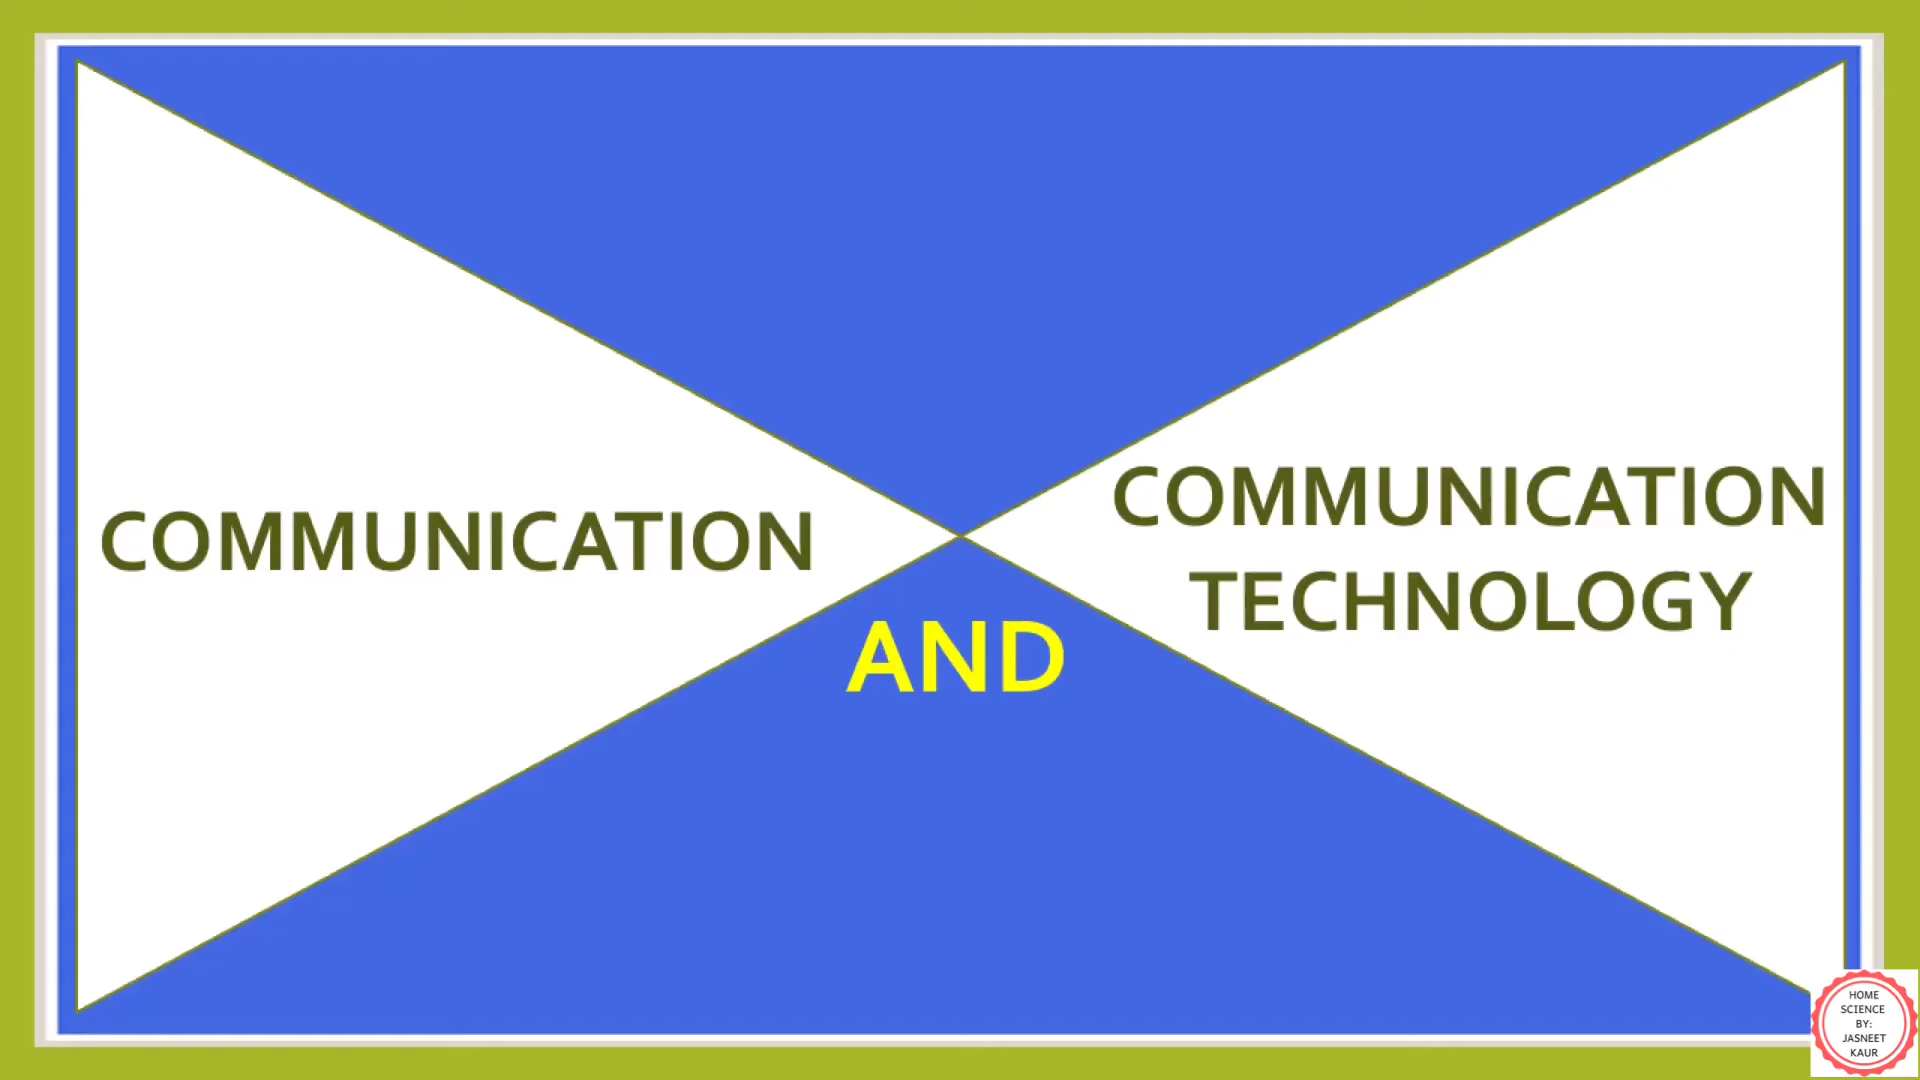 COMMUNICATION
AND
COMMUNICATION
TECHNOLOGY
HOME
SCIENCE
BY:
JASNEET
KAUR